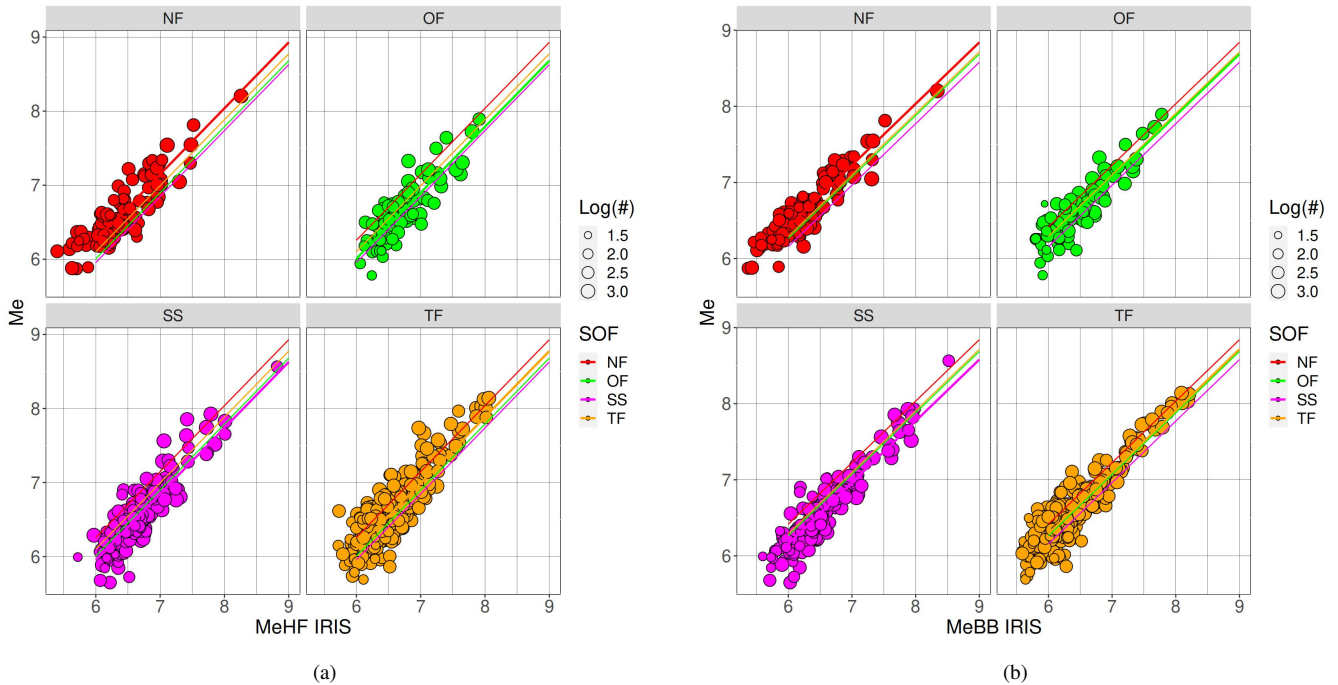 NF OF
9
8
7
6
Me
SS TF
9
8
7
6
6 7 8 9 6 7 8 9
MeHF IRIS
Log(#)
1.5
2.0
2.5
3.0
SOF
NF
OF
SS
TF
(a)
NF OF
9
8
7
6
Me
SS TF
9
8
7
6
6 7 8 9 6 7 8 9
MeBB IRIS
Log(#)
1.5
2.0
2.5
3.0
SOF
NF
OF
SS
TF
(b)